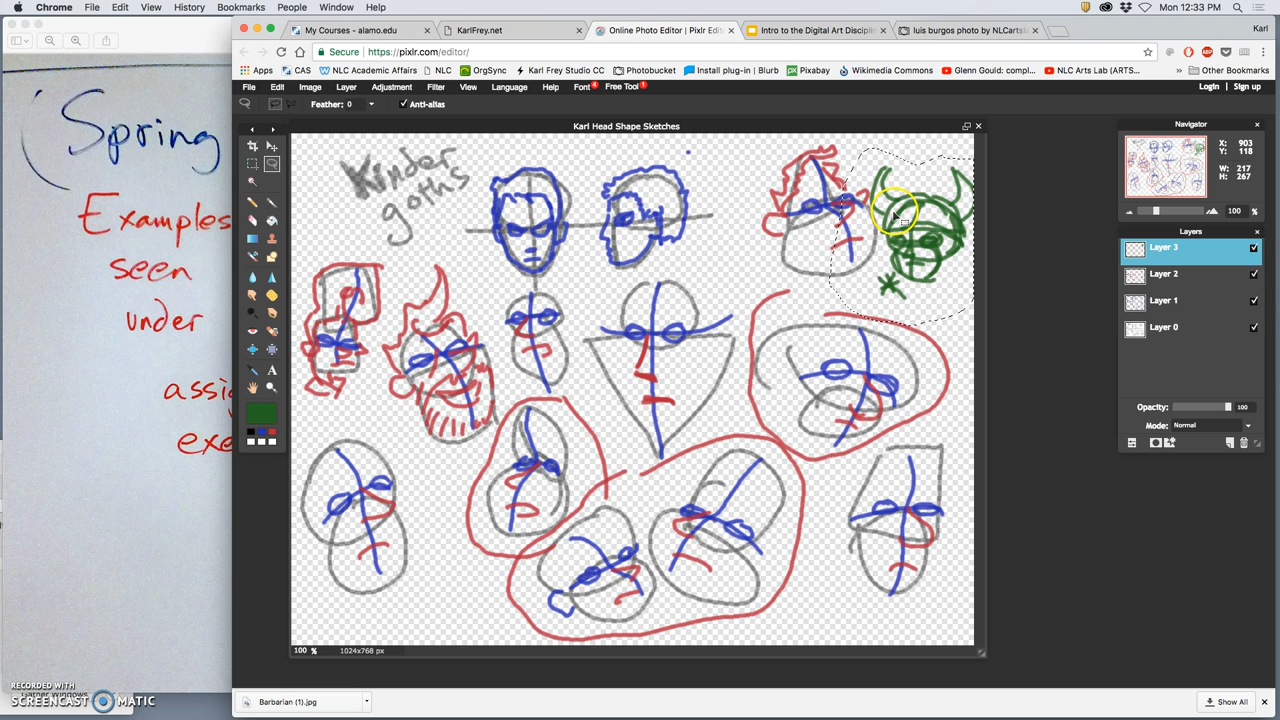 Chrome File Edit View History Bookmarks People Window Help Mon 12:33 PM Karl
My Courses - alamo.edu KarlFrey.net Online Photo Editor | Pixlr Edit Intro to the Digital Art Disciplin luis burgos photo by NLCartsl
Secure https://pixlr.com/editor/
Apps CAS NLC Academic Affairs NLC OrgSync Karl Frey Studio CC Photobucket Install plug-in | Blurb Pixabay Wikimedia Commons Glenn Gould: compl... NLC Arts Lab (ARTS... Other Bookmarks
File Edit Image Layer Adjustment Filter View Language Help Font 4 Free Tool 1 Login Sign up
Feather: 0 Anti-alias
Karl Head Shape Sketches
Kinder
goths
Spring
Examples
seen
under
assi
exe
Navigator
X: 903
Y: 118
W: 217
H: 267
100 %
Layers
Layer 3
Layer 2
Layer 1
Layer 0
Opacity: 100
Mode: Normal
A
100 % 1024x768 px
Gather Windows
RECORDED WITH
SCREENCAST MATIC
Barbarian (1).jpg Show All